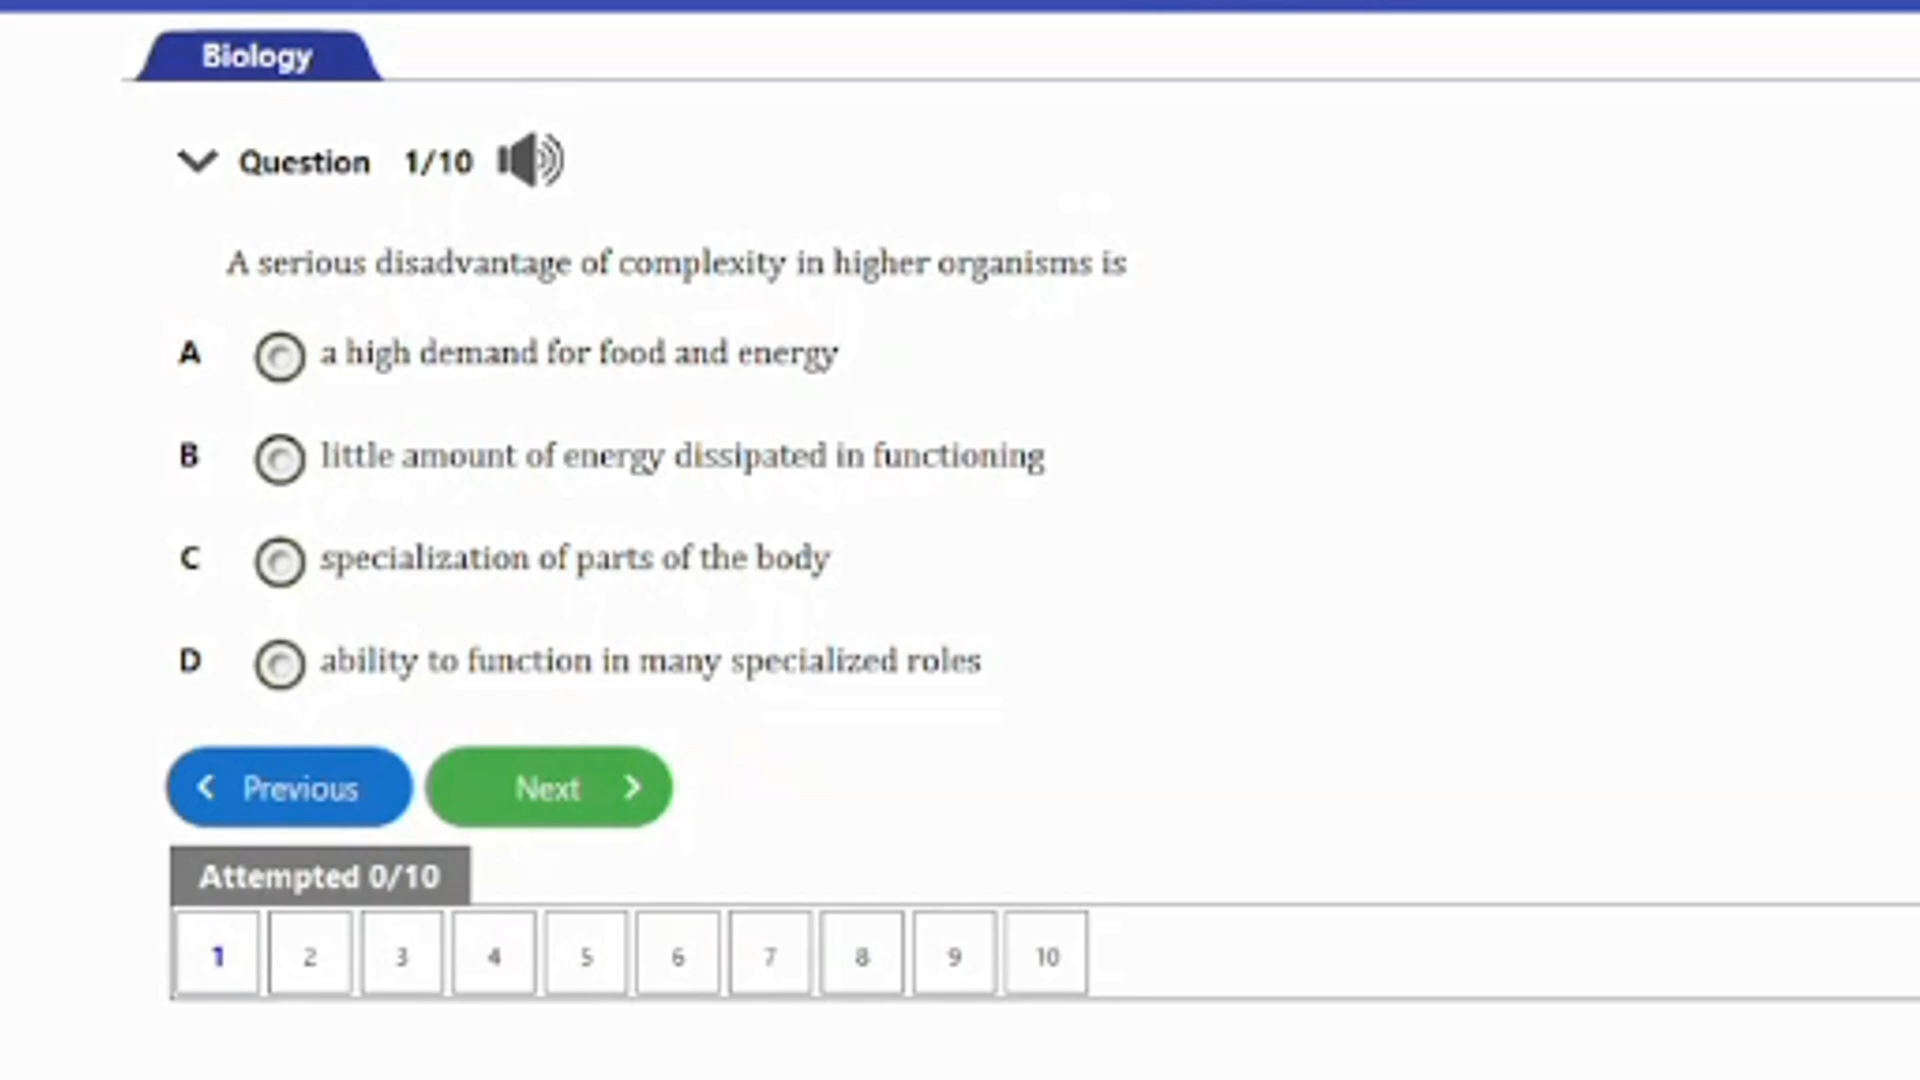 Biology
Question 1/10
A serious disadvantage of complexity in higher organisms is
A a high demand for food and energy
B little amount of energy dissipated in functioning
C specialization of parts of the body
D ability to function in many specialized roles
Previous Next
Attempted 0/10
1 2 3 4 5 6 7 8 9 10